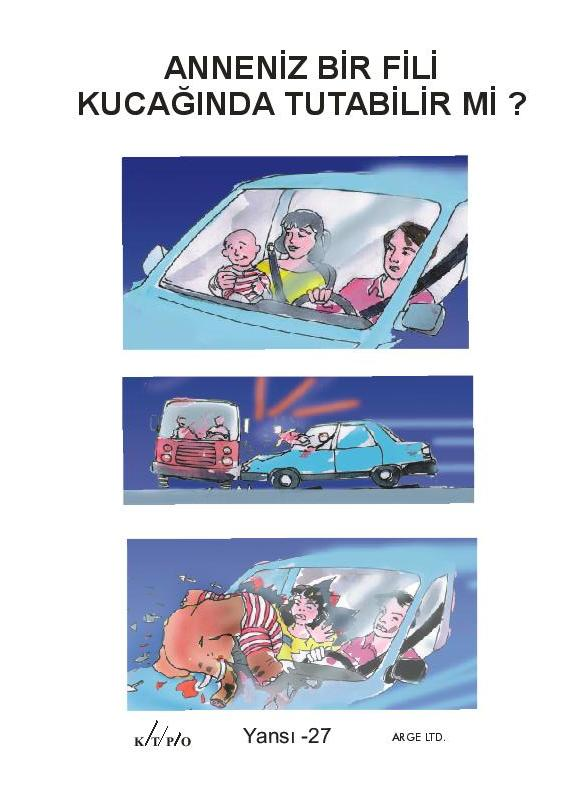 ANNENİZ BİR FİLİ
KUCAĞINDA TUTABİLİR Mİ ?
K/T/P/O
Yansı -27
ARGE LTD.